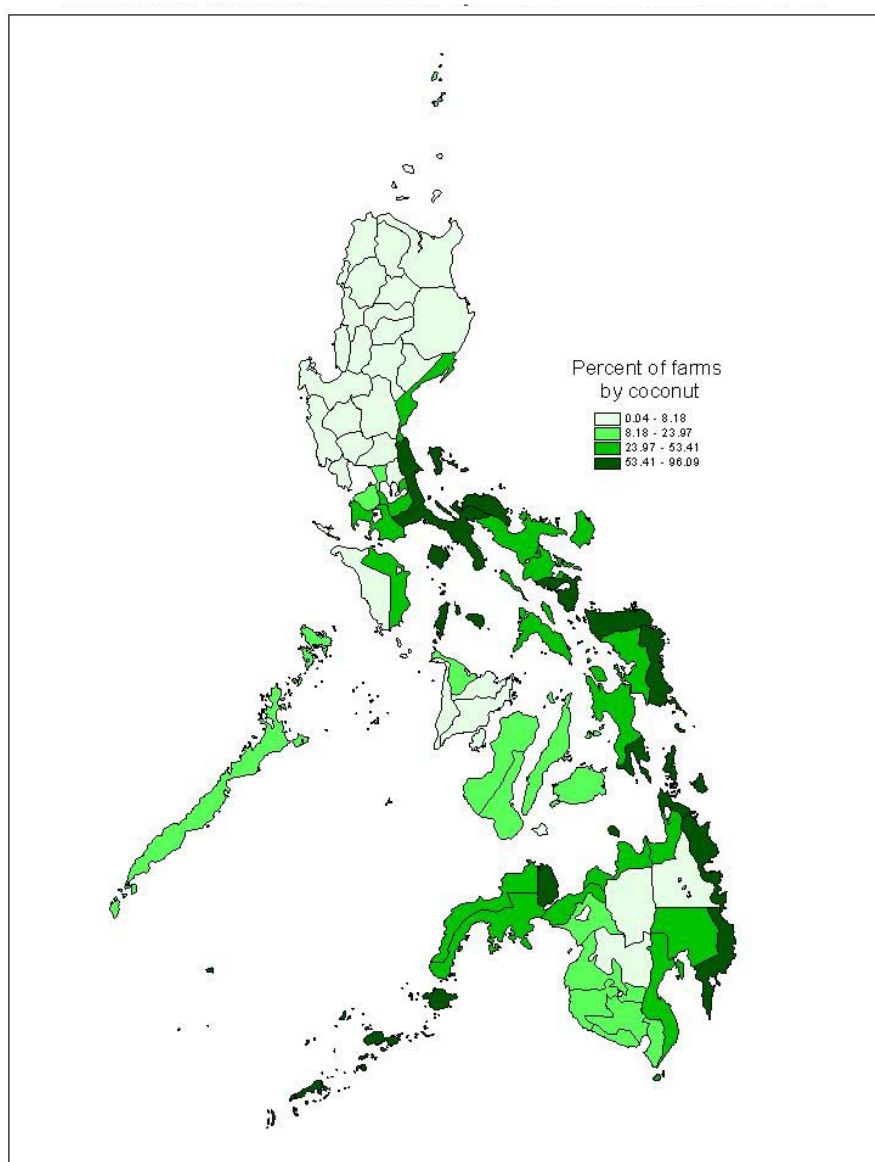 Percent of farms
by coconut
0.04 - 8.18
8.18 - 23.97
23.97 - 53.41
53.41 - 96.09